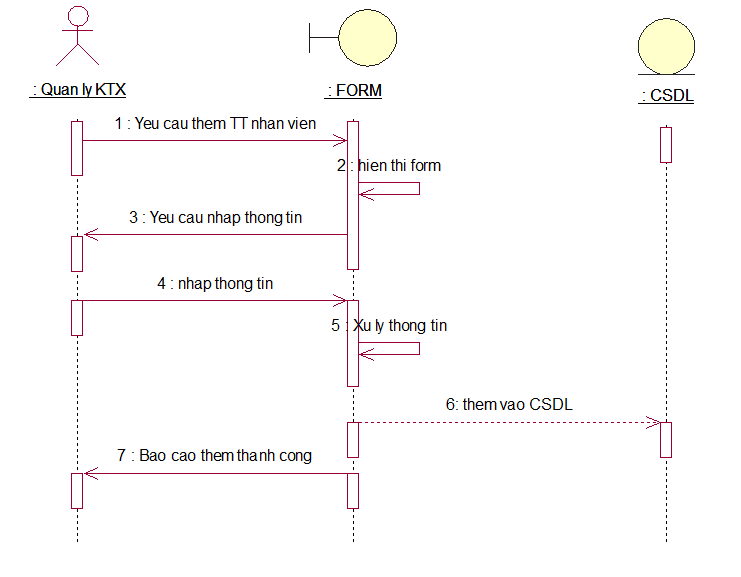 : Quan ly KTX
: FORM
: CSDL
1 : Yeu cau them TT nhan vien
2 : hien thi form
3 : Yeu cau nhap thong tin
4 : nhap thong tin
5 : Xu ly thong tin
6: them vao CSDL
7 : Bao cao them thanh cong